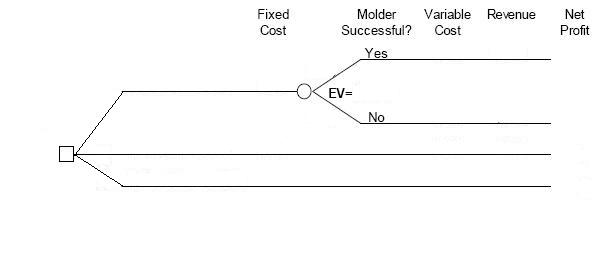 Fixed Molder Variable Revenue Net
Cost Successful? Cost Profit
Yes
EV=
No